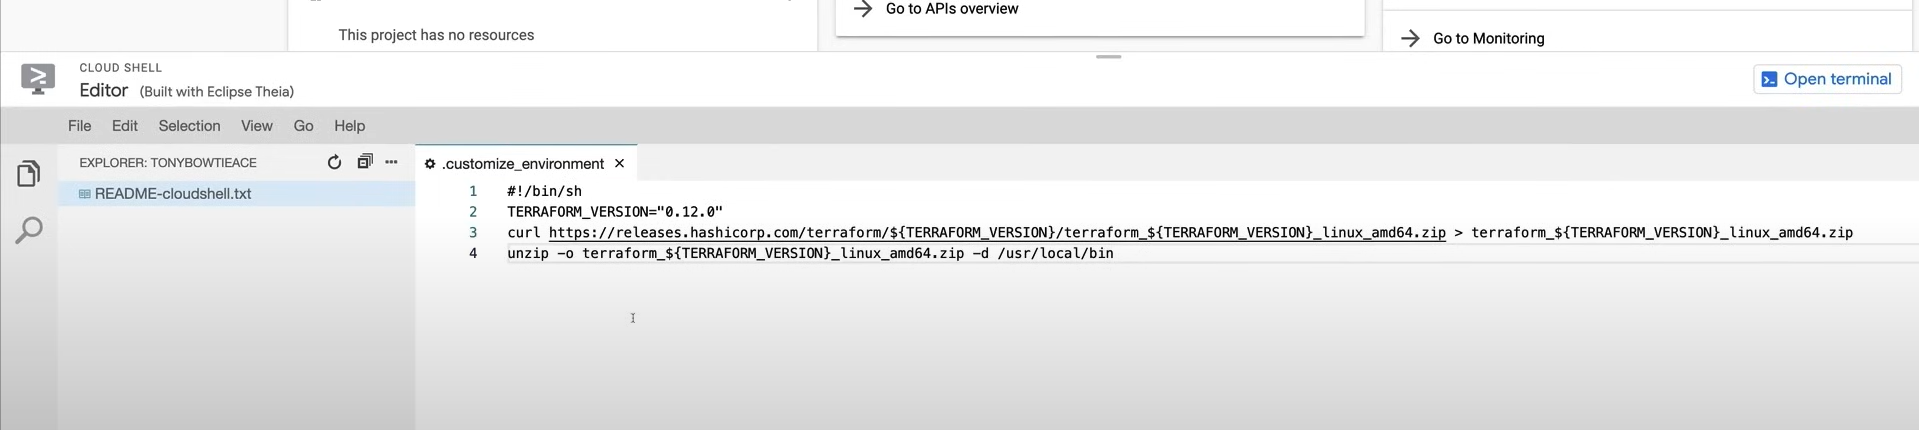 This project has no resources
Go to APIs overview
Go to Monitoring
CLOUD SHELL
Editor (Built with Eclipse Theia)
Open terminal
File Edit Selection View Go Help
EXPLORER: TONYBOWTIEACE
README-cloudshell.txt
.customize_environment
1 #!/bin/sh
2 TERRAFORM_VERSION="0.12.0"
3 curl https://releases.hashicorp.com/terraform/${TERRAFORM_VERSION}/terraform_${TERRAFORM_VERSION}_linux_amd64.zip > terraform_${TERRAFORM_VERSION}_linux_amd64.zip
4 unzip -o terraform_${TERRAFORM_VERSION}_linux_amd64.zip -d /usr/local/bin